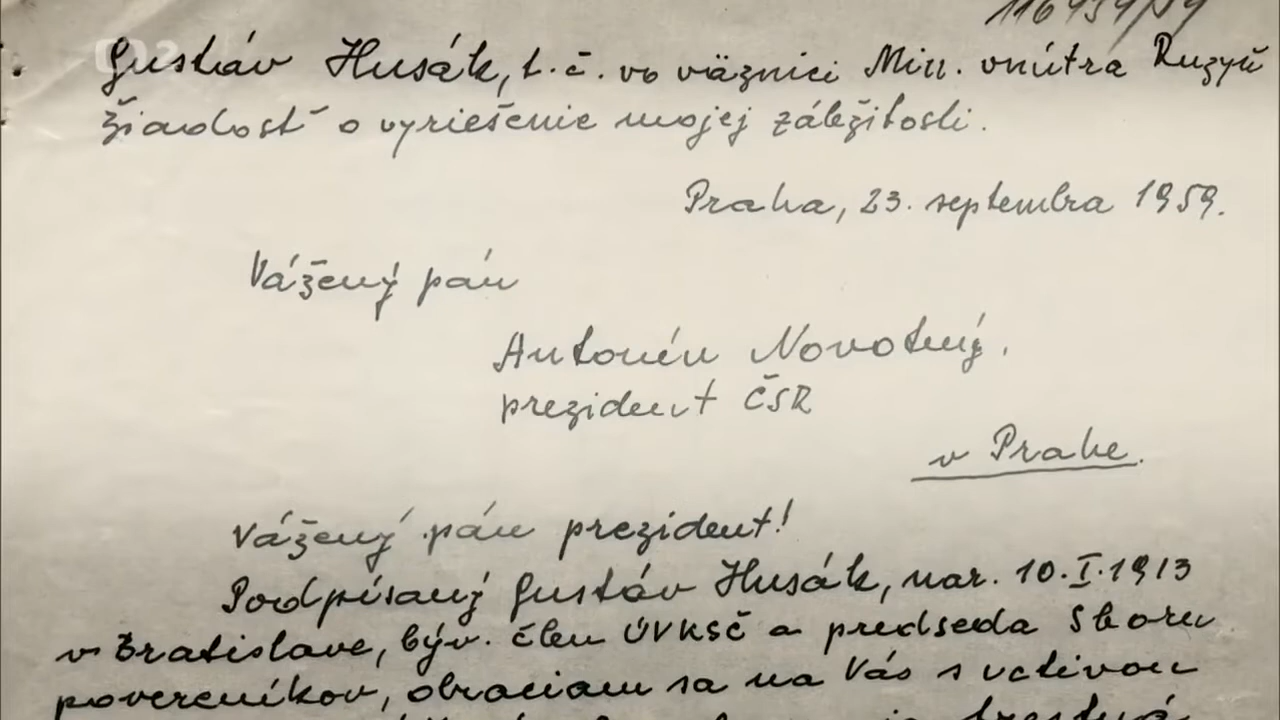 Gustáv Husák, t.č. vo väznici Min. vnútra Ruzyň
Žiadosť o vyriešenie mojej záležitosti.
Praha, 23. septembra 1959.
Vážený pán
Antonín Novotný,
prezident ČSR
v Prahe.
Vážený pán prezident!
Podpísaný Gustáv Husák, nar. 10.I.1913
v Bratislave, býv. člen ÚVKSČ a predseda Sboru
povereníkov, obraciam sa na Vás s uctivou